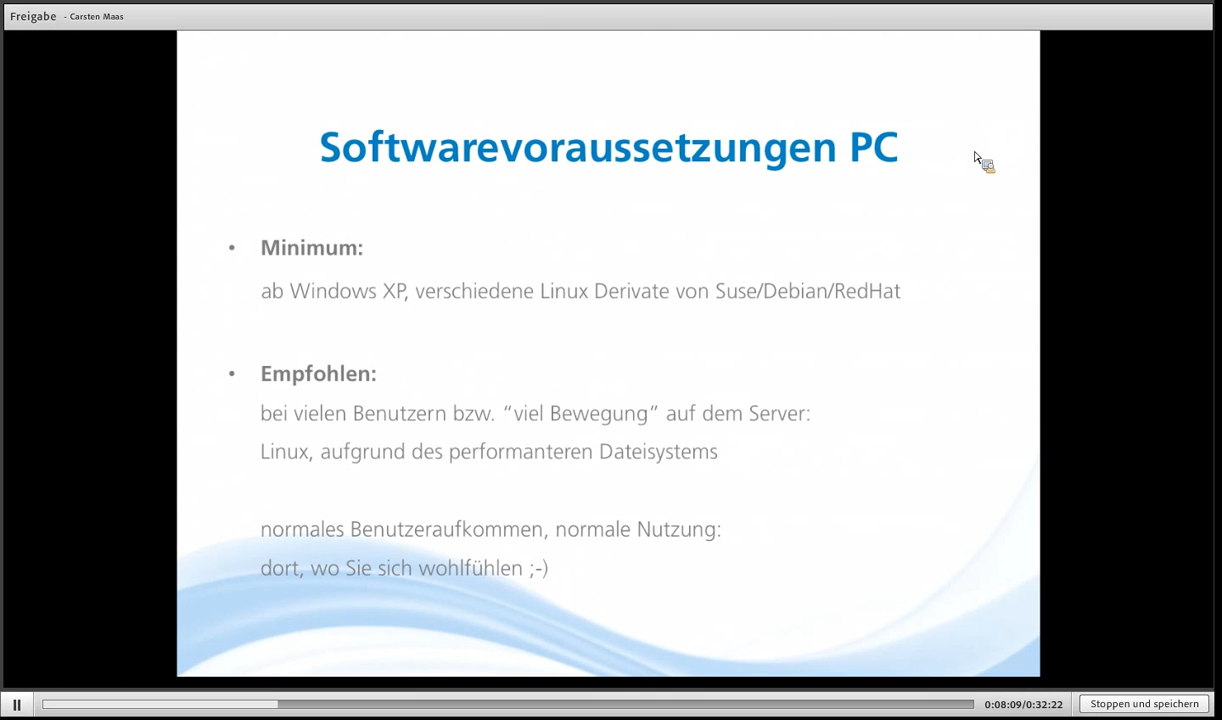 Freigabe - Carsten Maas
Softwarevoraussetzungen PC
• Minimum:
ab Windows XP, verschiedene Linux Derivate von Suse/Debian/RedHat
• Empfohlen:
bei vielen Benutzern bzw. “viel Bewegung” auf dem Server:
Linux, aufgrund des performanteren Dateisystems
normales Benutzeraufkommen, normale Nutzung:
dort, wo Sie sich wohlfühlen ;-)
0:08:09/0:32:22
Stoppen und speichern